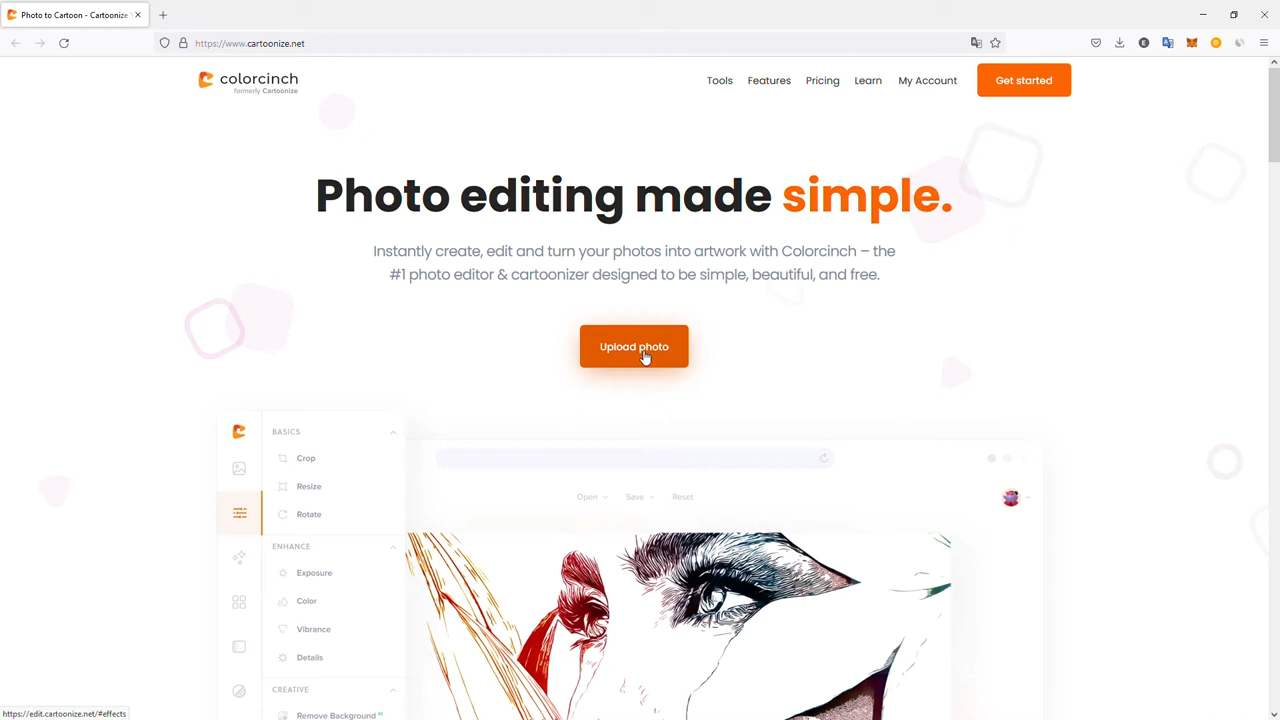 Photo to Cartoon - Cartoonize
https://www.cartoonize.net
colorcinch
formerly Cartoonize
Tools
Features
Pricing
Learn
My Account
Get started
Photo editing made simple.
Instantly create, edit and turn your photos into artwork with Colorcinch – the
#1 photo editor & cartoonizer designed to be simple, beautiful, and free.
Upload photo
BASICS
Crop
Resize
Rotate
ENHANCE
Exposure
Color
Vibrance
Details
CREATIVE
Remove Background AI
Open
Save
Reset
https://edit.cartoonize.net/#effects